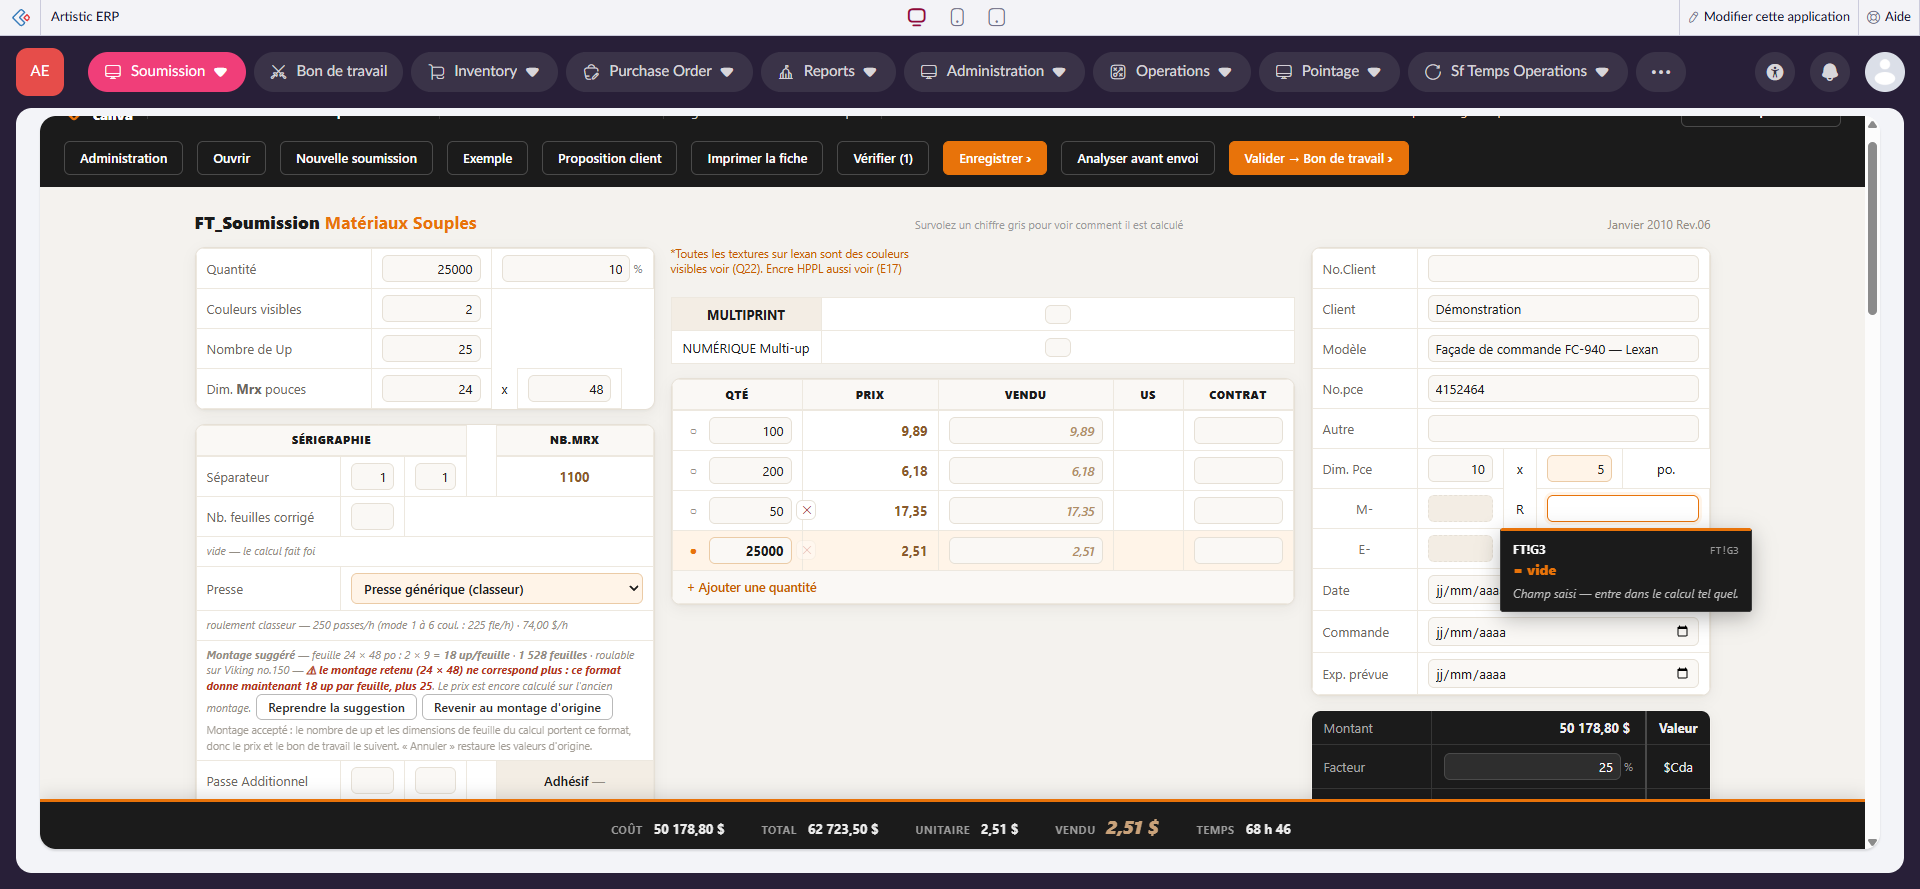 Artistic ERP
Modifier cette application
Aide
AE
Soumission
Bon de travail
Inventory
Purchase Order
Reports
Administration
Operations
Pointage
Sf Temps Operations
Administration
Ouvrir
Nouvelle soumission
Exemple
Proposition client
Imprimer la fiche
Vérifier (1)
Enregistrer ›
Analyser avant envoi
Valider → Bon de travail ›
FT_Soumission Matériaux Souples
Survolez un chiffre gris pour voir comment il est calculé
Janvier 2010 Rev.06
Quantité 25000 10 %
Couleurs visibles 2
Nombre de Up 25
Dim. Mrx pouces 24 x 48
SÉRIGRAPHIE NB.MRX
Séparateur 1 1 1100
Nb. feuilles corrigé
vide — le calcul fait foi
Presse Presse générique (classeur)
roulement classeur — 250 passes/h (mode 1 à 6 coul. : 225 fle/h) · 74,00 $/h
Montage suggéré — feuille 24 × 48 po : 2 × 9 = 18 up/feuille · 1 528 feuilles · roulable
sur Viking no.150 — ⚠ le montage retenu (24 × 48) ne correspond plus : ce format
donne maintenant 18 up par feuille, plus 25. Le prix est encore calculé sur l'ancien
montage. Reprendre la suggestion Revenir au montage d'origine
Montage accepté : le nombre de up et les dimensions de feuille du calcul portent ce format,
donc le prix et le bon de travail le suivent. « Annuler » restaure les valeurs d'origine.
Passe Additionnel Adhésif —
*Toutes les textures sur lexan sont des couleurs
visibles voir (Q22). Encre HPPL aussi voir (E17)
MULTIPRINT
NUMÉRIQUE Multi-up
QTÉ PRIX VENDU US CONTRAT
100 9,89 9,89
200 6,18 6,18
50 × 17,35 17,35
25000 × 2,51 2,51
+ Ajouter une quantité
No.Client
Client Démonstration
Modèle Façade de commande FC-940 — Lexan
No.pce 4152464
Autre
Dim. Pce 10 x 5 po.
M- R
E-
FT!G3 FT!G3
= vide
Champ saisi — entre dans le calcul tel quel.
Date jj/mm/aaaa
Commande jj/mm/aaaa
Exp. prévue jj/mm/aaaa
Montant 50 178,80 $ Valeur
Facteur 25 % $Cda
COÛT 50 178,80 $ TOTAL 62 723,50 $ UNITAIRE 2,51 $ VENDU 2,51 $ TEMPS 68 h 46